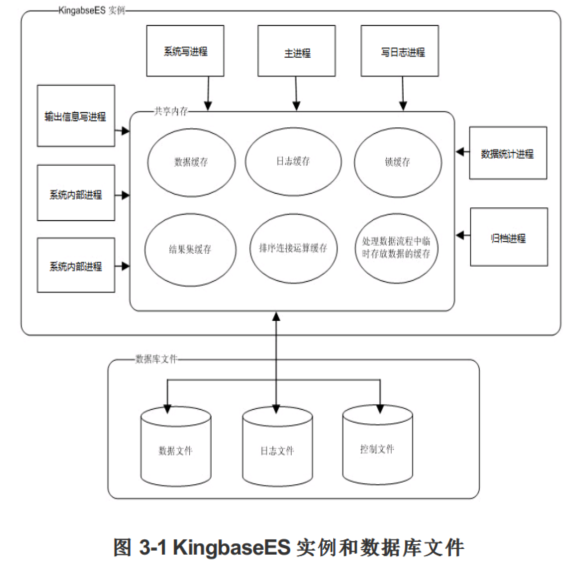 KingabseES 实例
系统写进程
主进程
写日志进程
输出信息写进程
共享内存
数据缓存
日志缓存
锁缓存
数据统计进程
系统内部进程
结果集缓存
排序连接运算缓存
处理数据流程中临
时存放数据的缓存
归档进程
系统内部进程
数据库文件
数据文件
日志文件
控制文件
图 3-1 KingbaseES 实例和数据库文件